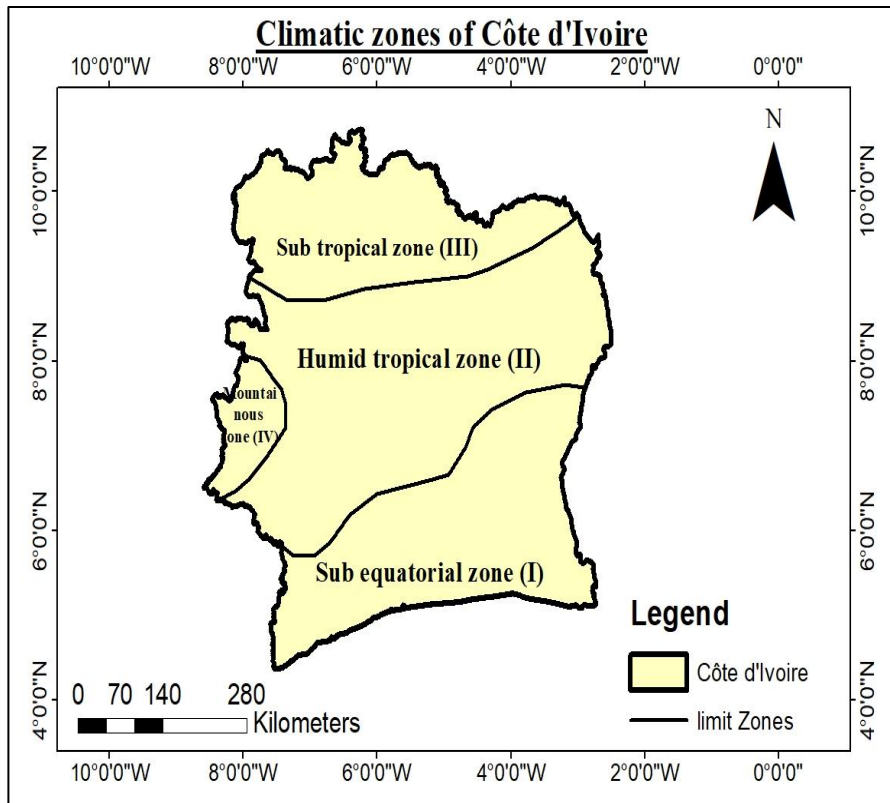 Climatic zones of Côte d'Ivoire
10°0'0"W 8°0'0"W 6°0'0"W 4°0'0"W 2°0'0"W 0°0'0"
N
10°0'0"N
10°0'0"N
Sub tropical zone (III)
8°0'0"N
8°0'0"N
Humid tropical zone (II)
Mountai
nous
one (IV)
6°0'0"N
6°0'0"N
Sub equatorial zone (I)
Legend
Côte d'Ivoire
limit Zones
0 70 140 280
Kilometers
4°0'0"N
4°0'0"N
10°0'0"W 8°0'0"W 6°0'0"W 4°0'0"W 2°0'0"W 0°0'0"